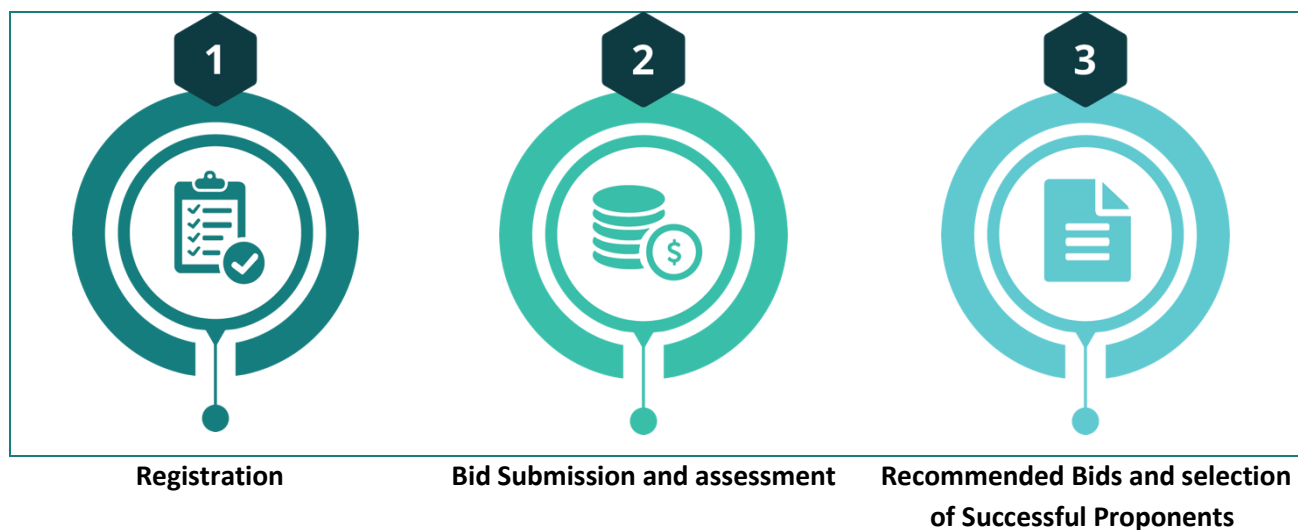 1
2
3
$
Registration
Bid Submission and assessment
Recommended Bids and selection
of Successful Proponents